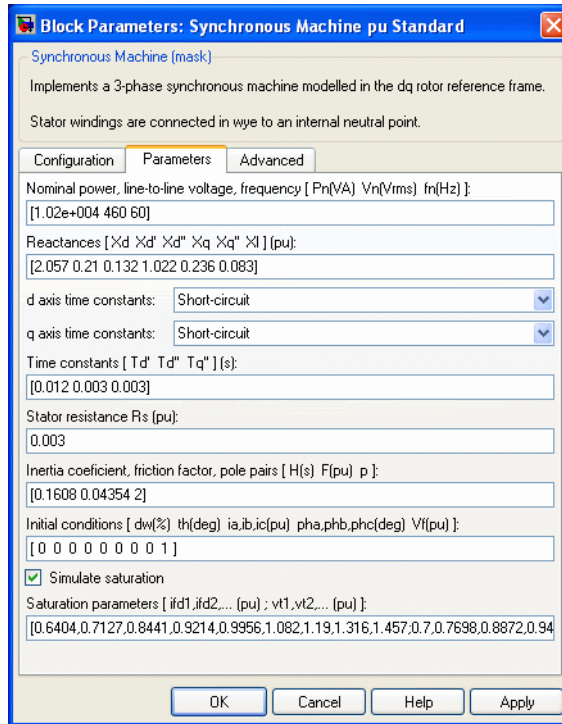 Block Parameters: Synchronous Machine pu Standard
Synchronous Machine (mask)
Implements a 3-phase synchronous machine modelled in the dq rotor reference frame.
Stator windings are connected in wye to an internal neutral point.
Configuration Parameters Advanced
Nominal power, line-to-line voltage, frequency [ Pn(VA) Vn(Vrms) fn(Hz) ]:
[1.02e+004 460 60]
Reactances [ Xd Xd' Xd'' Xq Xq'' Xl ] (pu):
[2.057 0.21 0.132 1.022 0.236 0.083]
d axis time constants: Short-circuit
q axis time constants: Short-circuit
Time constants [ Td' Td'' Tq'' ] (s):
[0.012 0.003 0.003]
Stator resistance Rs (pu):
0.003
Inertia coeficient, friction factor, pole pairs [ H(s) F(pu) p ]:
[0.1608 0.04354 2]
Initial conditions [ dw(%) th(deg) ia,ib,ic(pu) pha,phb,phc(deg) Vf(pu) ]:
[ 0 0 0 0 0 0 0 0 1 ]
Simulate saturation
Saturation parameters [ ifd1,ifd2,... (pu) ; vt1,vt2,... (pu) ]:
[0.6404,0.7127,0.8441,0.9214,0.9956,1.082,1.19,1.316,1.457;0.7,0.7698,0.8872,0.94
OK Cancel Help Apply